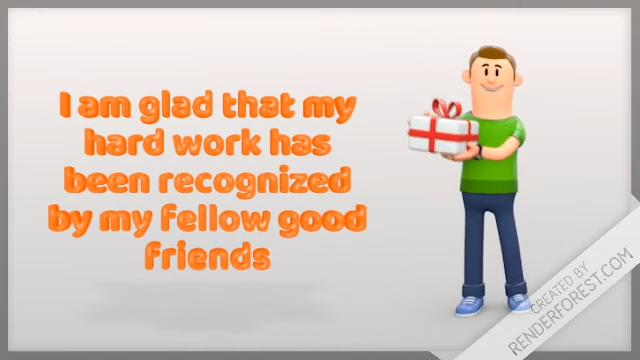 I am glad that my
hard work has
been recognized
by my fellow good
friends
CREATED BY
RENDERFOREST.COM